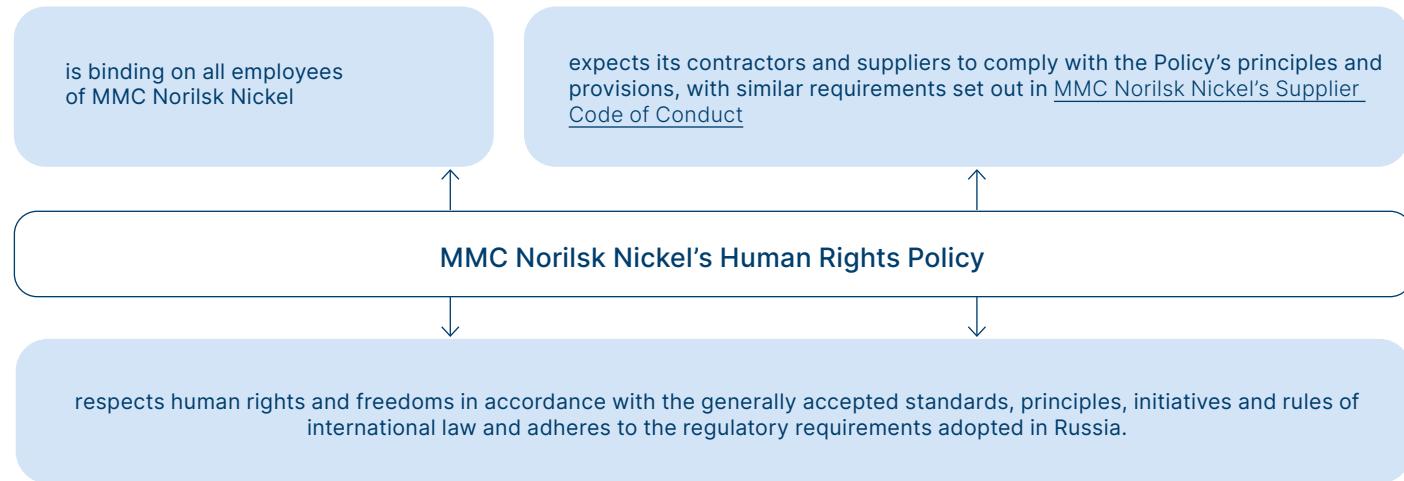 is binding on all employees
of MMC Norilsk Nickel
expects its contractors and suppliers to comply with the Policy’s principles and
provisions, with similar requirements set out in MMC Norilsk Nickel’s Supplier
Code of Conduct
MMC Norilsk Nickel’s Human Rights Policy
respects human rights and freedoms in accordance with the generally accepted standards, principles, initiatives and rules of
international law and adheres to the regulatory requirements adopted in Russia.